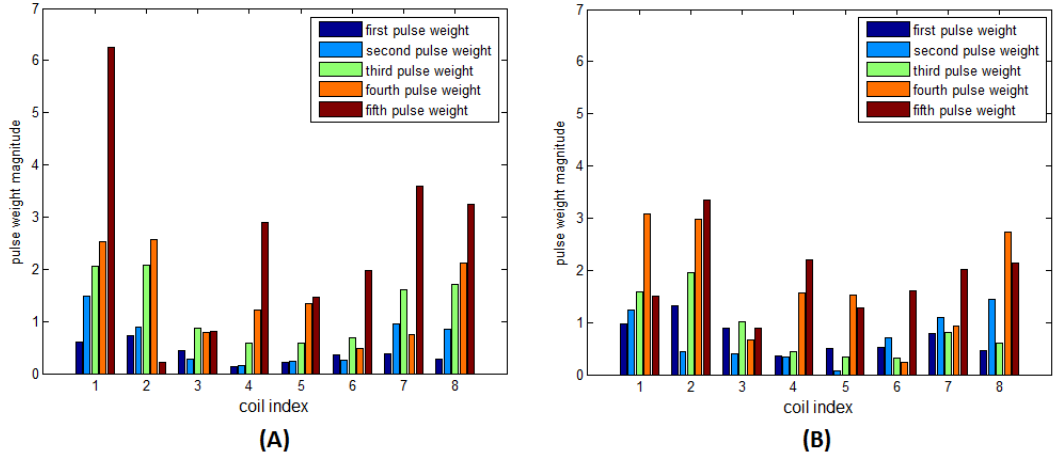 7
6
5
4
3
2
1
0
pulse weight magnitude
first pulse weight
second pulse weight
third pulse weight
fourth pulse weight
fifth pulse weight
1 2 3 4 5 6 7 8
coil index
(A)
7
6
5
4
3
2
1
0
pulse weight magnitude
first pulse weight
second pulse weight
third pulse weight
fourth pulse weight
fifth pulse weight
1 2 3 4 5 6 7 8
coil index
(B)